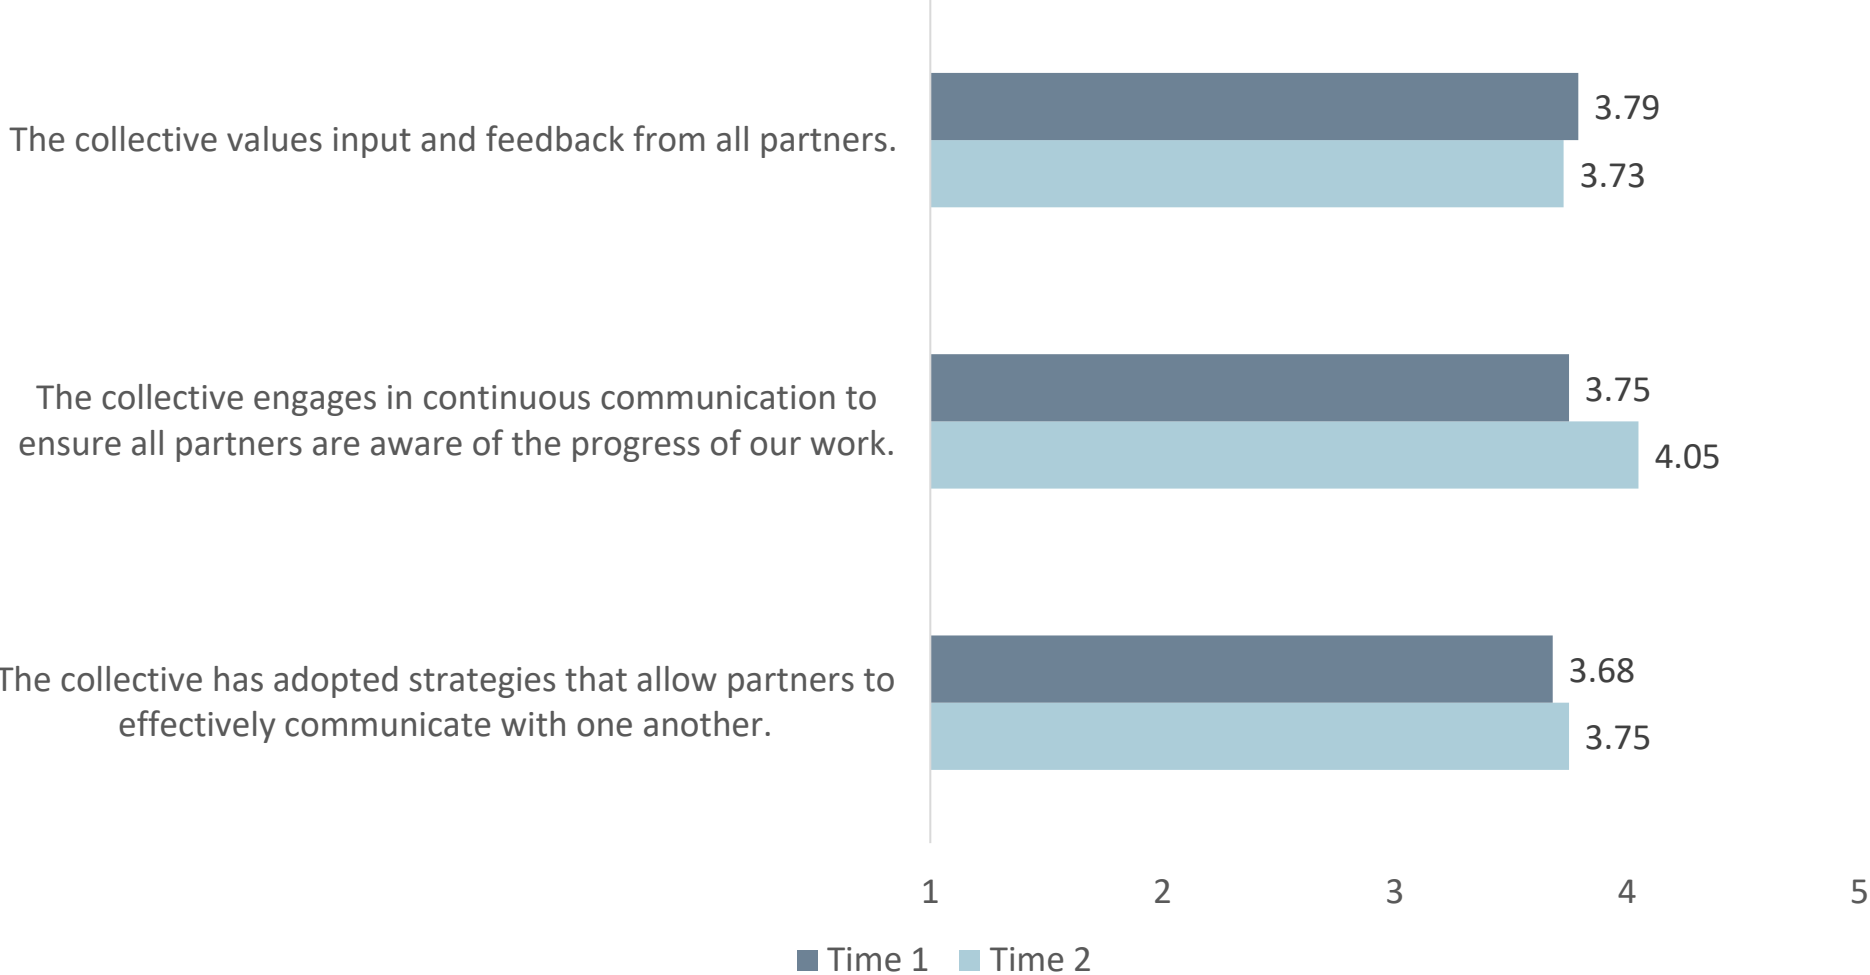 The collective values input and feedback from all partners.
3.79
3.73
The collective engages in continuous communication to
ensure all partners are aware of the progress of our work.
3.75
4.05
The collective has adopted strategies that allow partners to
effectively communicate with one another.
3.68
3.75
1 2 3 4 5
Time 1 Time 2